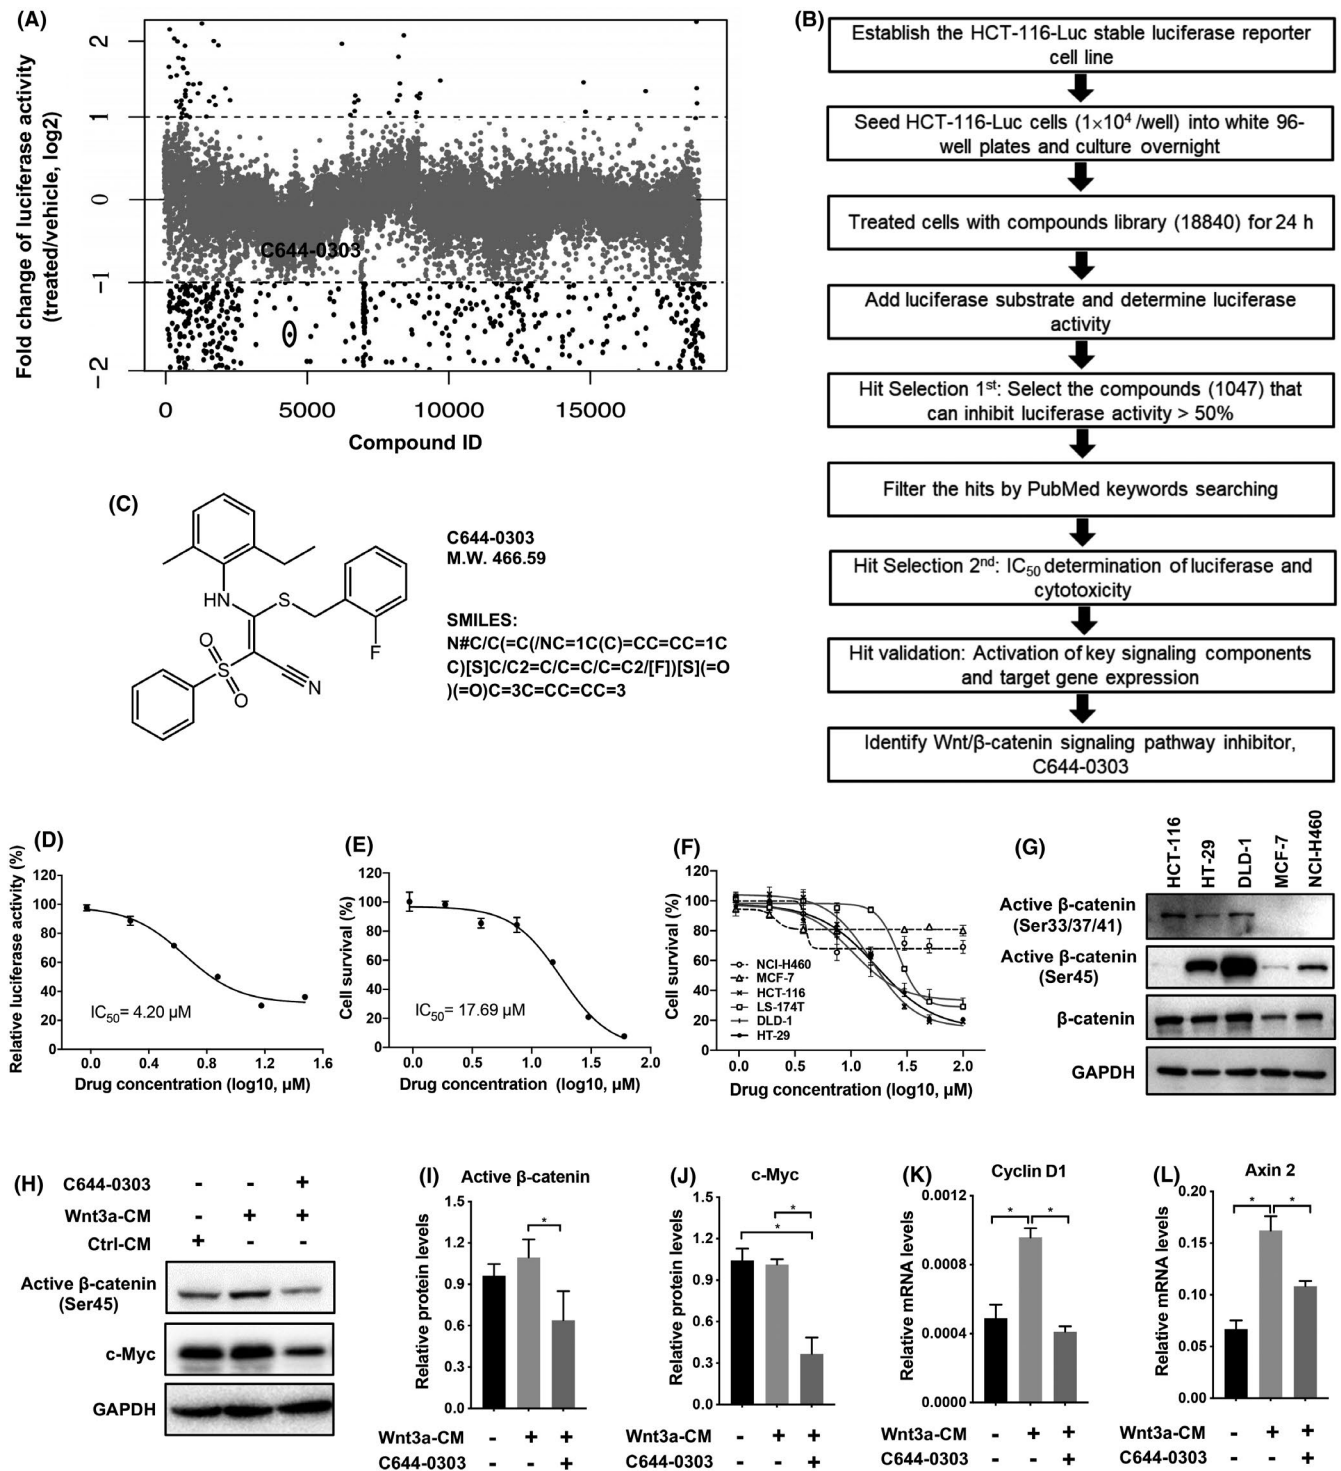 (A)
Fold change of luciferase activity
(treated/vehicle, log2)
2
1
0
−1
−2
C644-0303
0 5000 10000 15000
Compound ID
(B)
Establish the HCT-116-Luc stable luciferase reporter
cell line
Seed HCT-116-Luc cells (1×10⁴ /well) into white 96-
well plates and culture overnight
Treated cells with compounds library (18840) for 24 h
Add luciferase substrate and determine luciferase
activity
Hit Selection 1st: Select the compounds (1047) that
can inhibit luciferase activity > 50%
Filter the hits by PubMed keywords searching
Hit Selection 2nd: IC50 determination of luciferase and
cytotoxicity
Hit validation: Activation of key signaling components
and target gene expression
Identify Wnt/β-catenin signaling pathway inhibitor,
C644-0303
(C)
HN
S
F
O
S
O
N
C644-0303
M.W. 466.59
SMILES:
N#C/C(=C(/NC=1C(C)=CC=CC=1C
C)[S]C/C2=C/C=C/C=C2/[F])[S](=O
)(=O)C=3C=CC=CC=3
(D)
Relative luciferase activity (%)
120
100
80
60
40
20
0
IC50= 4.20 μM
0.0 0.4 0.8 1.2 1.6
Drug concentration (log10, μM)
(E)
Cell survival (%)
120
100
80
60
40
20
0
IC50= 17.69 μM
0.0 0.5 1.0 1.5 2.0
Drug concentration (log10, μM)
(F)
Cell survival (%)
120
100
80
60
40
20
0
NCI-H460
MCF-7
HCT-116
LS-174T
DLD-1
HT-29
0.0 0.5 1.0 1.5 2.0
Drug concentration (log10, μM)
(G)
HCT-116
HT-29
DLD-1
MCF-7
NCI-H460
Active β-catenin
(Ser33/37/41)
Active β-catenin
(Ser45)
β-catenin
GAPDH
(H)
C644-0303 - - +
Wnt3a-CM - + +
Ctrl-CM + - -
Active β-catenin
(Ser45)
c-Myc
GAPDH
(I)
Active β-catenin
Relative protein levels
1.5
1.2
0.9
0.6
0.3
0.0
*
Wnt3a-CM - + +
C644-0303 - - +
(J)
c-Myc
Relative protein levels
1.5
1.2
0.9
0.6
0.3
0.0
*
*
Wnt3a-CM - + +
C644-0303 - - +
(K)
Cyclin D1
Relative mRNA levels
0.0012
0.0008
0.0004
0.0000
* *
Wnt3a-CM - + +
C644-0303 - - +
(L)
Axin 2
Relative mRNA levels
0.20
0.15
0.10
0.05
0.00
* *
Wnt3a-CM - + +
C644-0303 - - +